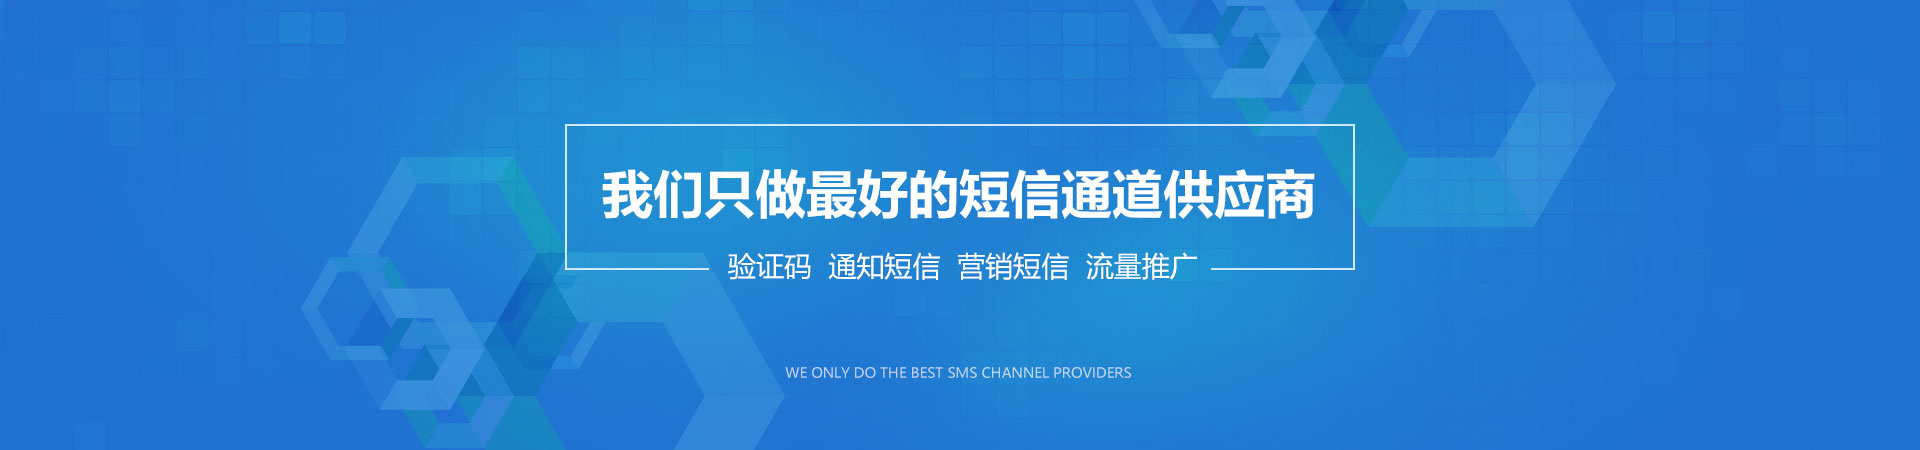 我们只做最好的短信通道供应商
验证码 通知短信 营销短信 流量推广
WE ONLY DO THE BEST SMS CHANNEL PROVIDERS